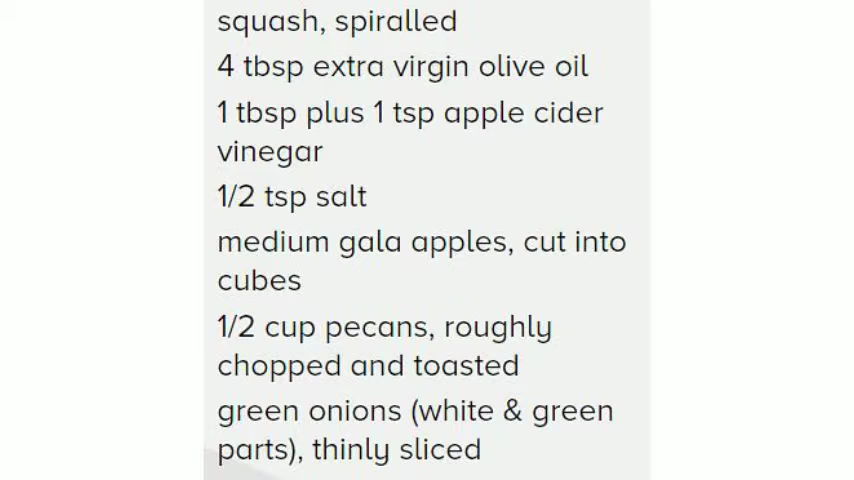 squash, spiralled
4 tbsp extra virgin olive oil
1 tbsp plus 1 tsp apple cider
vinegar
1/2 tsp salt
medium gala apples, cut into
cubes
1/2 cup pecans, roughly
chopped and toasted
green onions (white & green
parts), thinly sliced